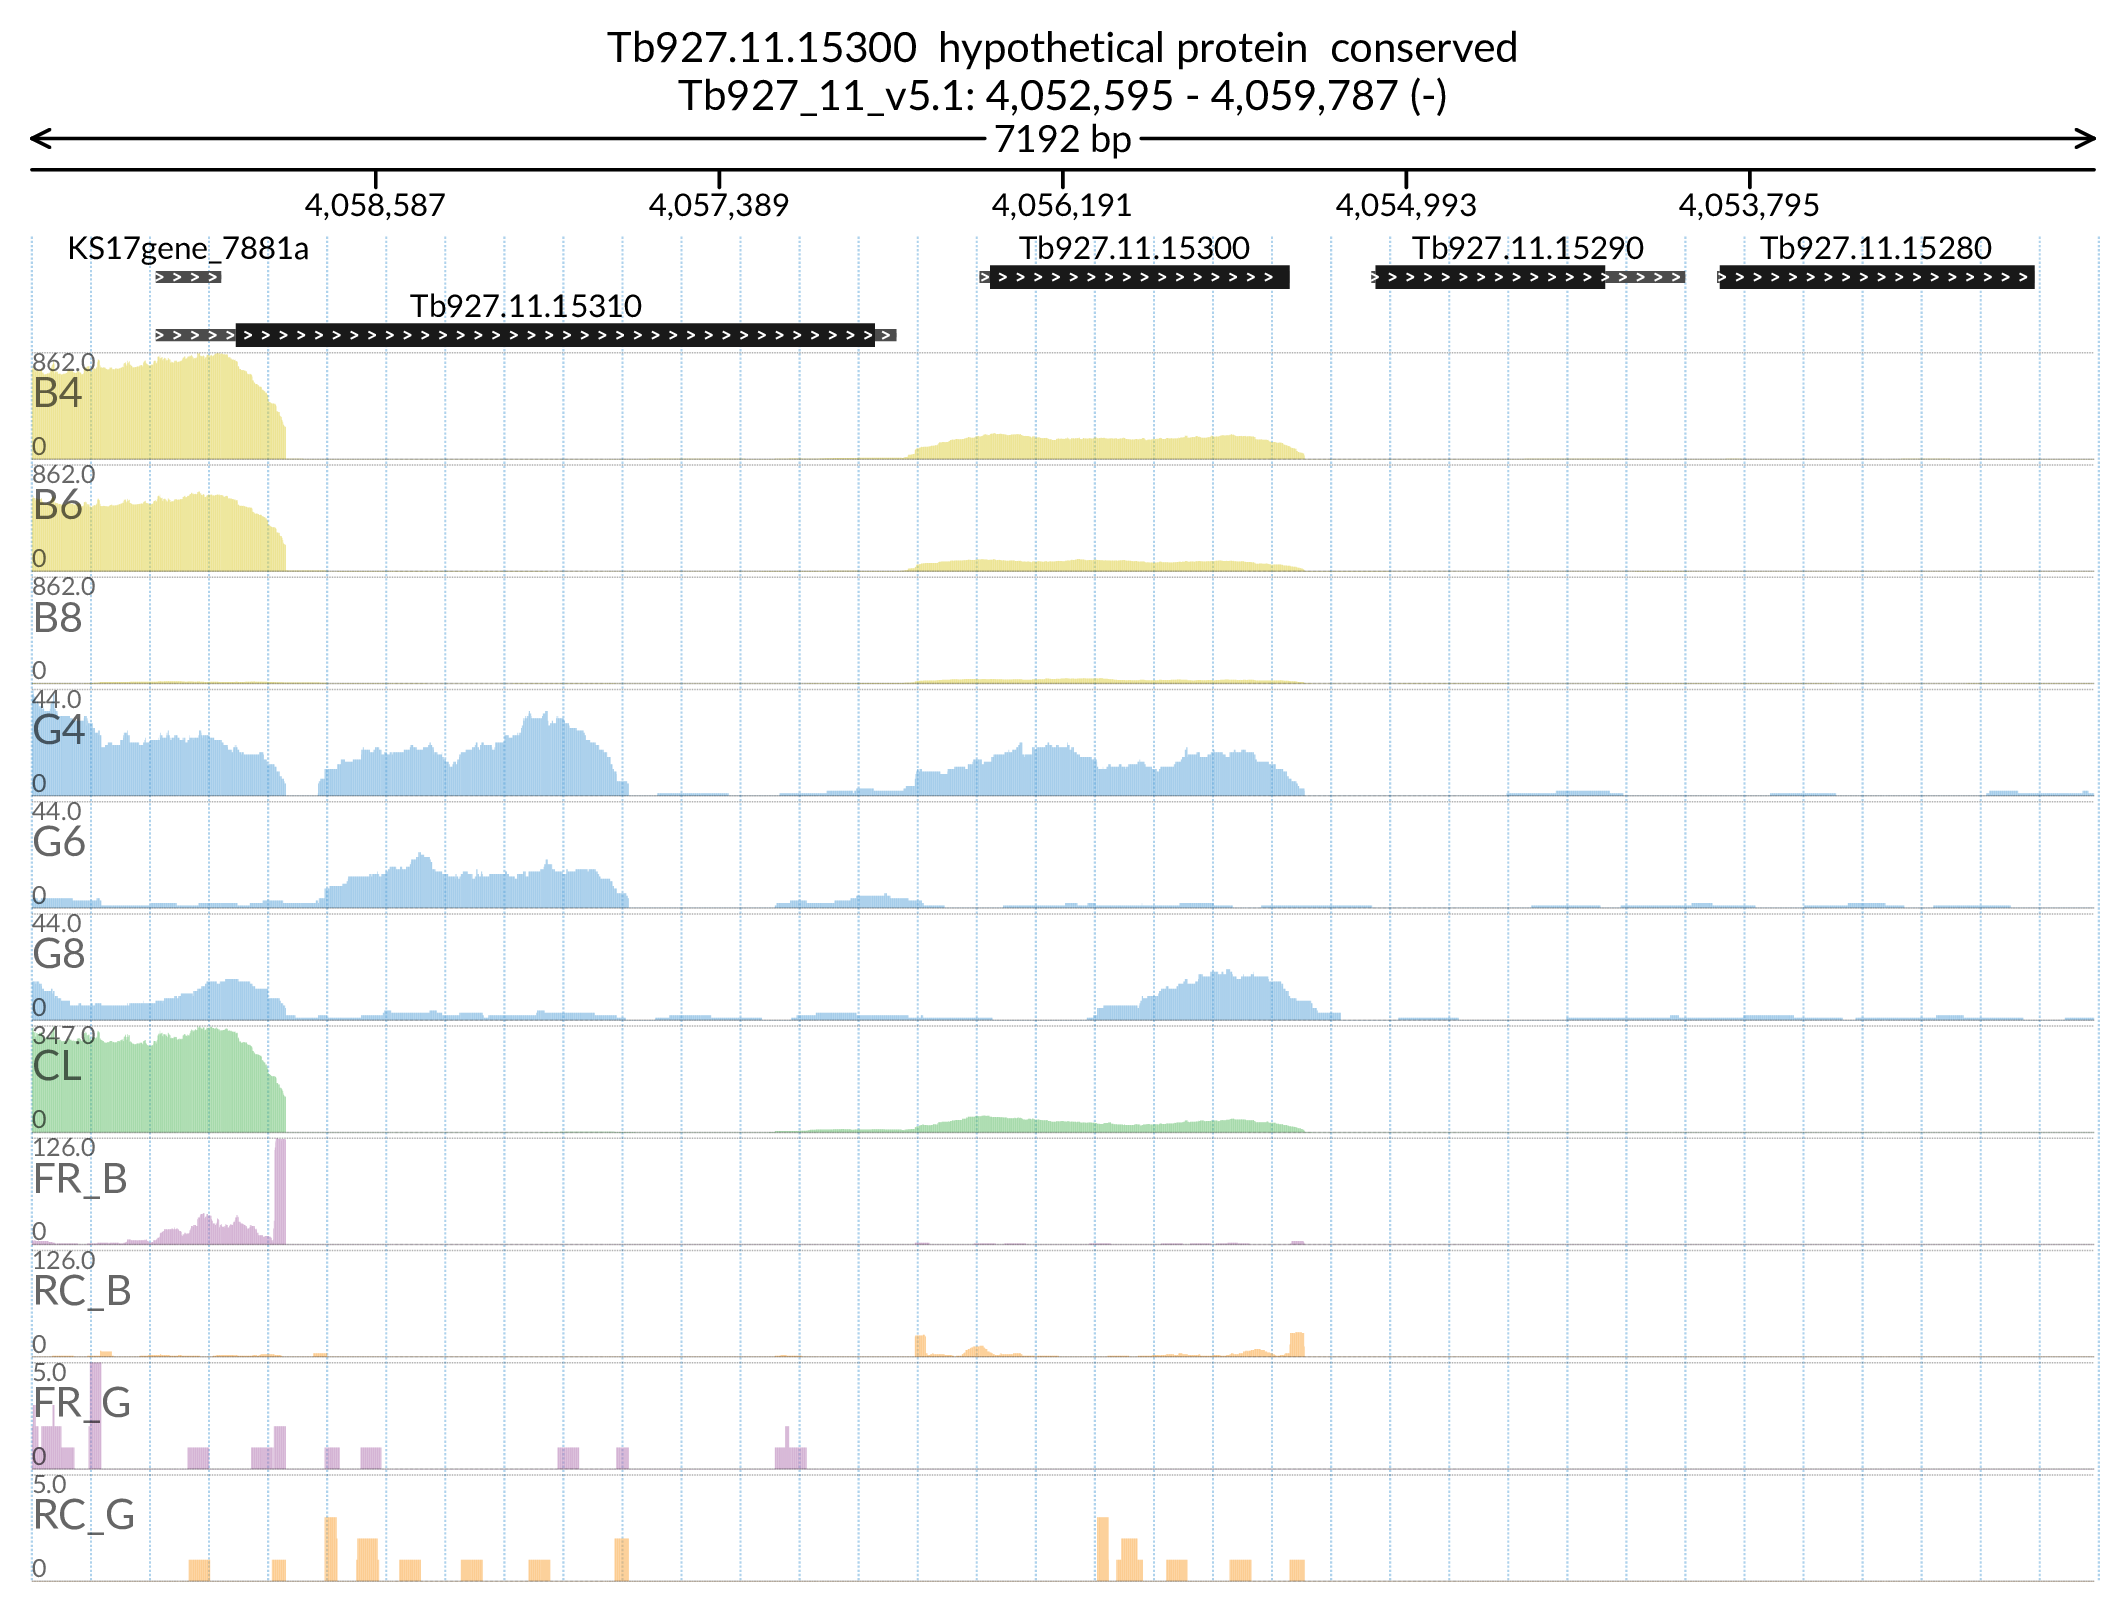 Tb927.11.15300 hypothetical protein conserved
Tb927_11_v5.1: 4,052,595 - 4,059,787 (-)
7192 bp
4,058,587 4,057,389 4,056,191 4,054,993 4,053,795
KS17gene_7881a Tb927.11.15300 Tb927.11.15290 Tb927.11.15280
Tb927.11.15310
862.0
B4
0
862.0
B6
0
862.0
B8
0
44.0
G4
0
44.0
G6
0
44.0
G8
0
347.0
CL
0
126.0
FR_B
0
126.0
RC_B
0
5.0
FR_G
0
5.0
RC_G
0